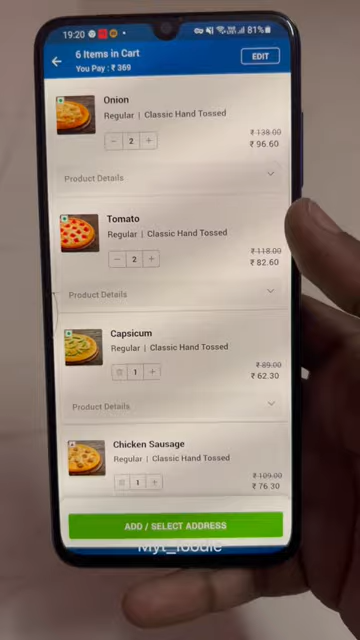 19:20
81%
6 Items in Cart
EDIT
You Pay : ₹ 369
Onion
Regular | Classic Hand Tossed
₹ 138.00
− 2 +
₹ 96.60
Product Details
Tomato
Regular | Classic Hand Tossed
₹ 118.00
− 2 +
₹ 82.60
Product Details
Capsicum
Regular | Classic Hand Tossed
₹ 89.00
1 +
₹ 62.30
Product Details
Chicken Sausage
Regular | Classic Hand Tossed
₹ 109.00
1 +
₹ 76.30
ADD / SELECT ADDRESS